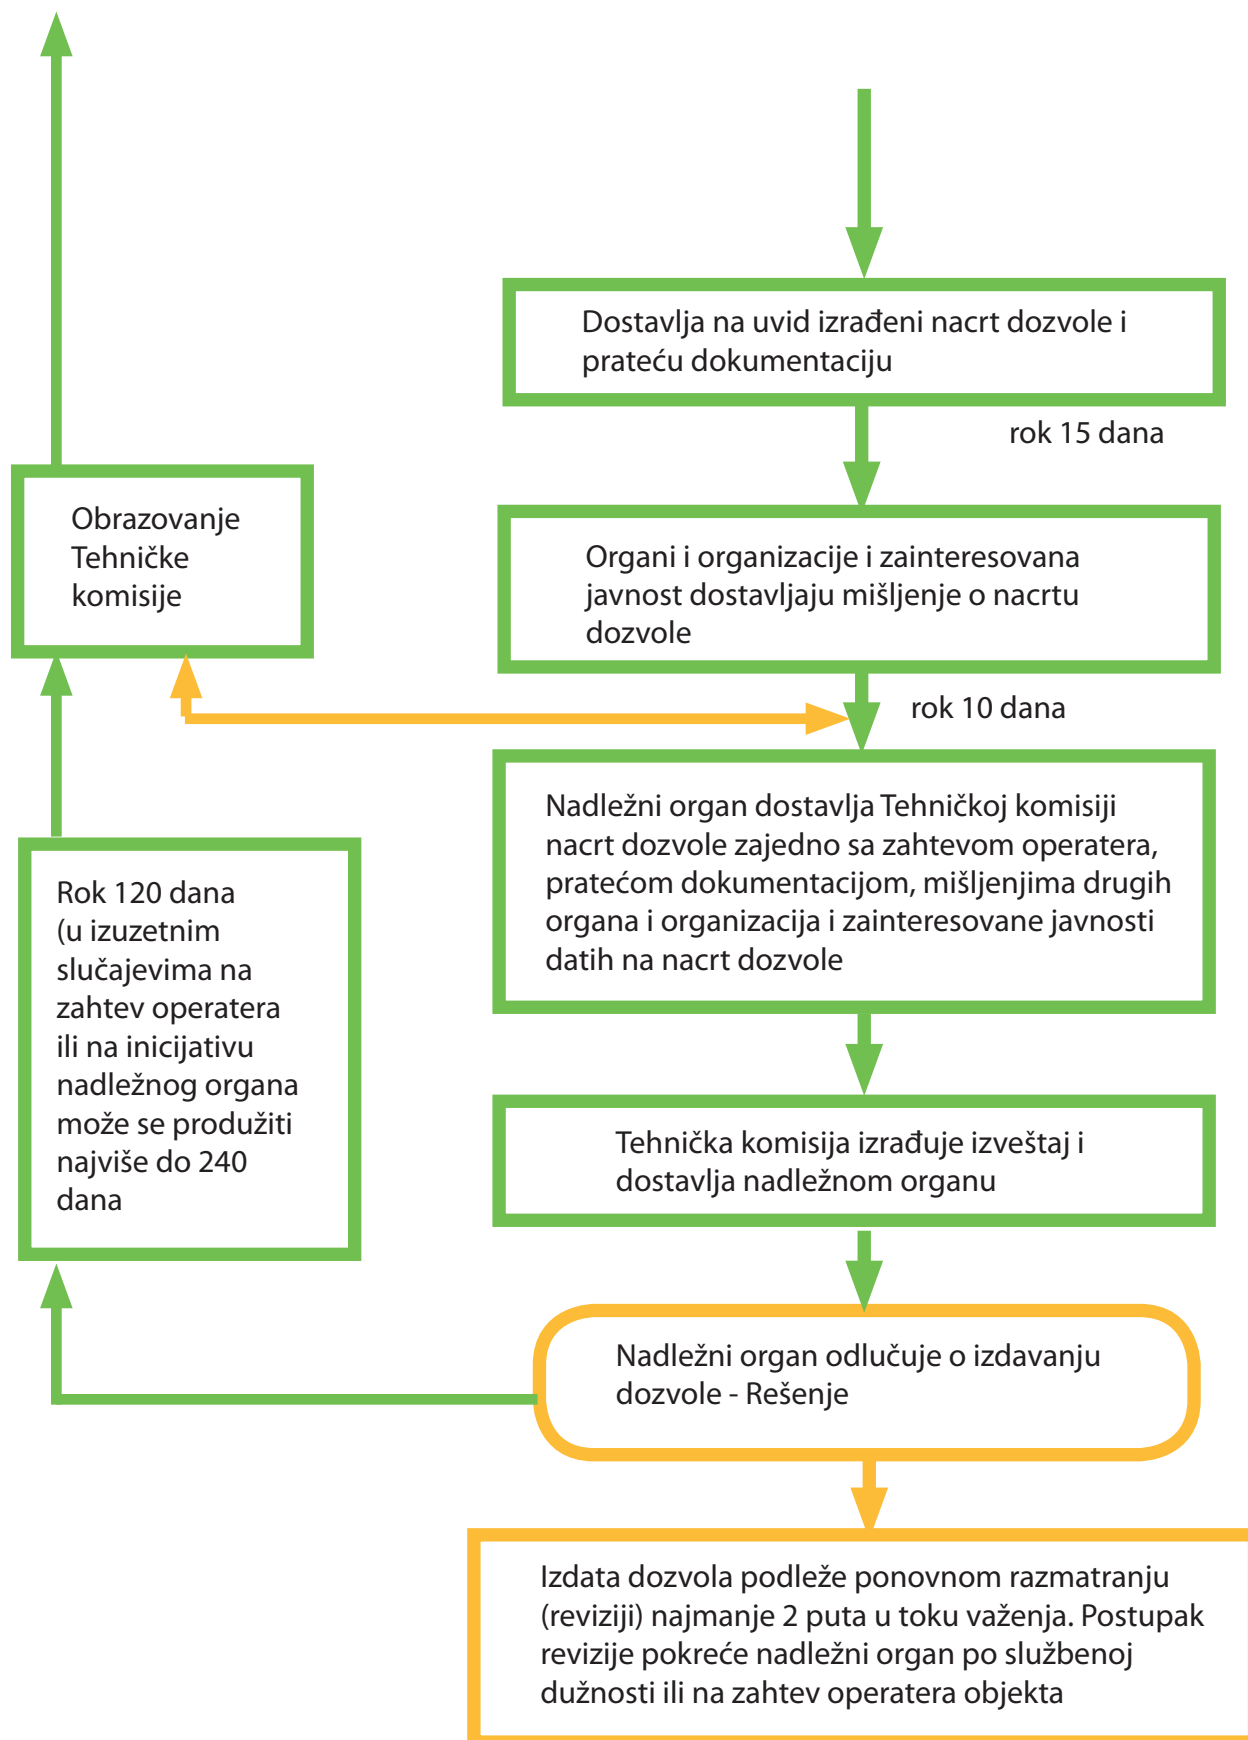 Dostavlja na uvid izrađeni nacrt dozvole i
prateću dokumentaciju
rok 15 dana
Obrazovanje
Tehničke
komisije
Organi i organizacije i zainteresovana
javnost dostavljaju mišljenje o nacrtu
dozvole
rok 10 dana
Nadležni organ dostavlja Tehničkoj komisiji
nacrt dozvole zajedno sa zahtevom operatera,
pratećom dokumentacijom, mišljenjima drugih
organa i organizacija i zainteresovane javnosti
datih na nacrt dozvole
Rok 120 dana
(u izuzetnim
slučajevima na
zahtev operatera
ili na inicijativu
nadležnog organa
može se produžiti
najviše do 240
dana
Tehnička komisija izrađuje izveštaj i
dostavlja nadležnom organu
Nadležni organ odlučuje o izdavanju
dozvole - Rešenje
Izdata dozvola podleže ponovnom razmatranju
(reviziji) najmanje 2 puta u toku važenja. Postupak
revizije pokreće nadležni organ po službenoj
dužnosti ili na zahtev operatera objekta